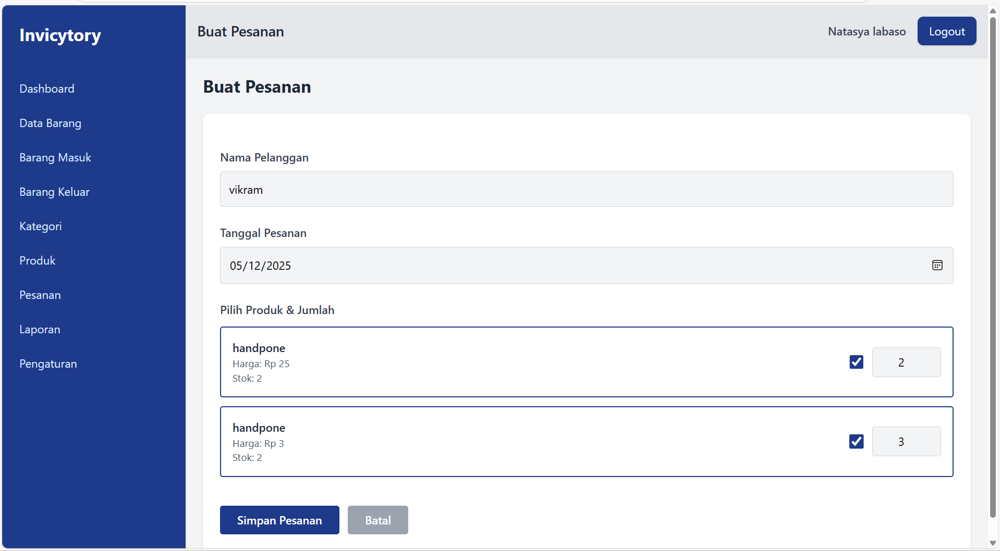 Invicytory
Dashboard
Data Barang
Barang Masuk
Barang Keluar
Kategori
Produk
Pesanan
Laporan
Pengaturan
Buat Pesanan
Natasya labaso
Logout
Buat Pesanan
Nama Pelanggan
vikram
Tanggal Pesanan
05/12/2025
Pilih Produk & Jumlah
handpone
Harga: Rp 25
Stok: 2
2
handpone
Harga: Rp 3
Stok: 2
3
Simpan Pesanan
Batal